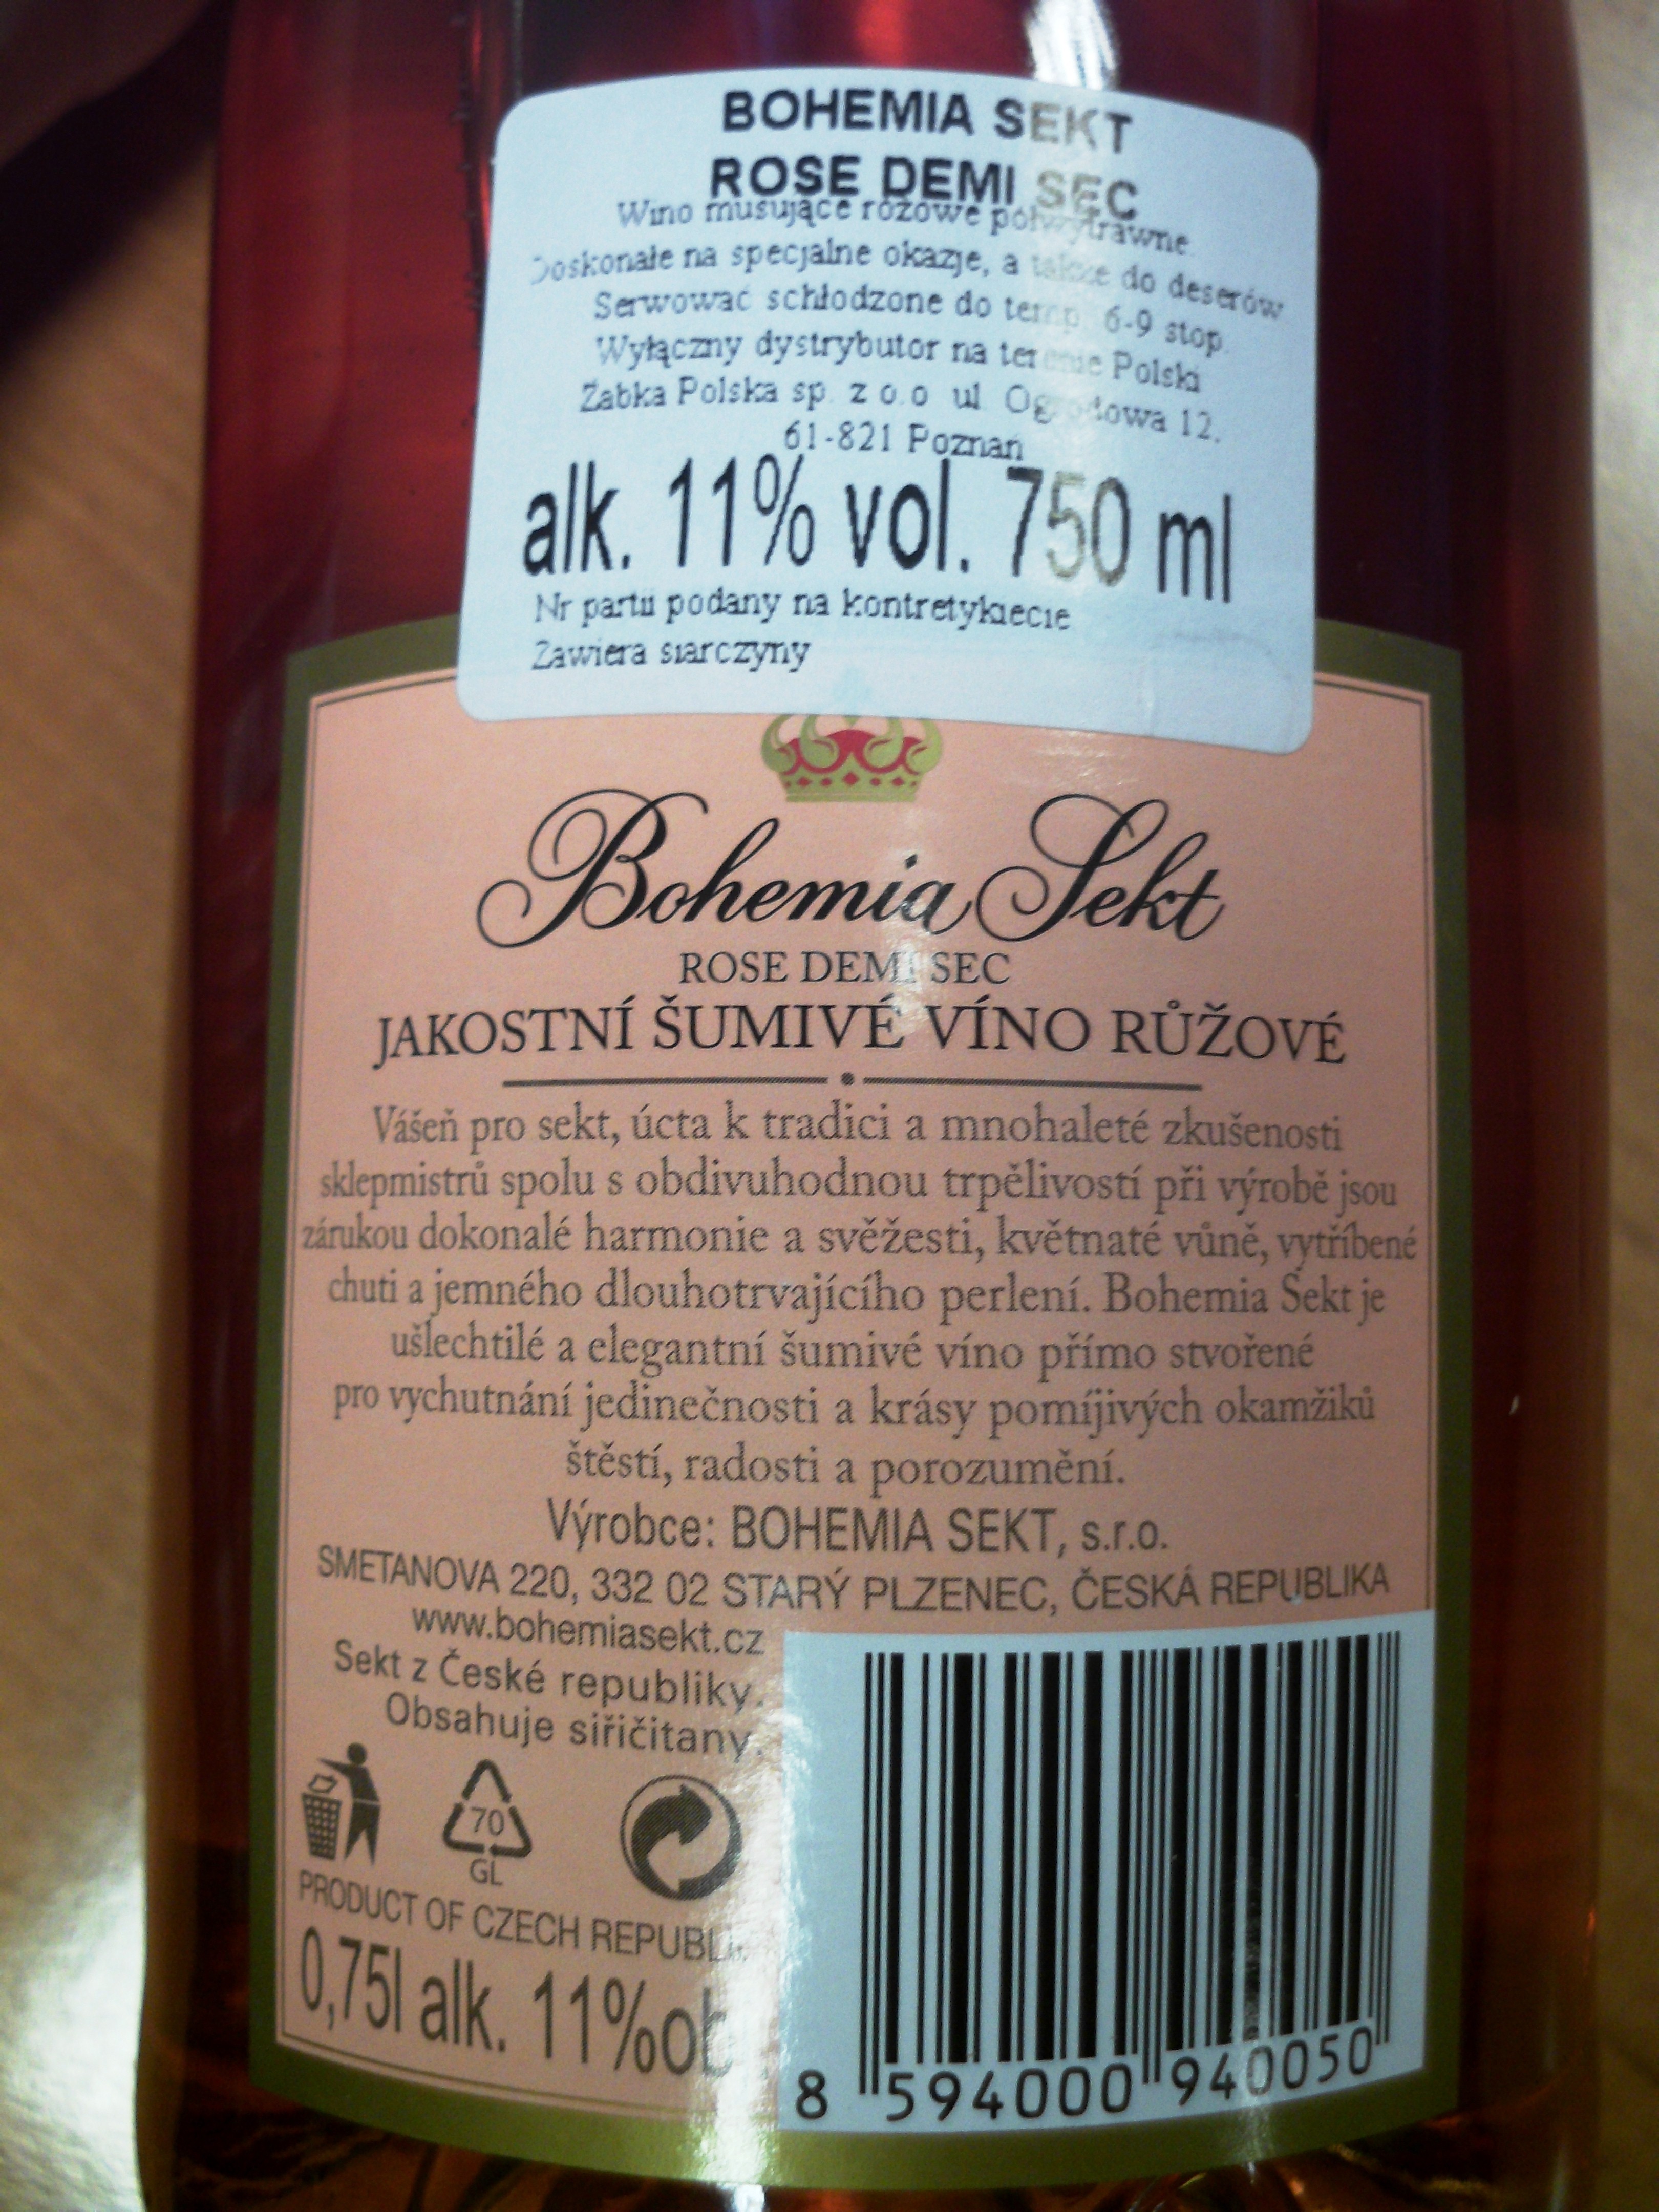 BOHEMIA SEKT
ROSE DEMI SEC
Wino musujące różowe półwytrawne.
Doskonałe na specjalne okazje, a także do deserów
Serwować schłodzone do temp. 6-9 stop.
Wyłączny dystrybutor na terenie Polski
Żabka Polska sp. z o.o ul. Ogrodowa 12,
61-821 Poznań
alk. 11% vol. 750 ml
Nr partii podany na kontretykiecie
Zawiera siarczyny
Bohemia Sekt
ROSE DEMI SEC
JAKOSTNÍ ŠUMIVÉ VÍNO RŮŽOVÉ
Vášeň pro sekt, úcta k tradici a mnohaleté zkušenosti
sklepmistrů spolu s obdivuhodnou trpělivostí při výrobě jsou
zárukou dokonalé harmonie a svěžesti, květnaté vůně, vytříbené
chuti a jemného dlouhotrvajícího perlení. Bohemia Sekt je
ušlechtilé a elegantní šumivé víno přímo stvořené
pro vychutnání jedinečnosti a krásy pomíjivých okamžiků
štěstí, radosti a porozumění.
Výrobce: BOHEMIA SEKT, s.r.o.
SMETANOVA 220, 332 02 STARÝ PLZENEC, ČESKÁ REPUBLIKA
www.bohemiasekt.cz
Sekt z České republiky.
Obsahuje siřičitany.
70
GL
PRODUCT OF CZECH REPUBLIC
0,75l alk. 11%
8 594000 940050